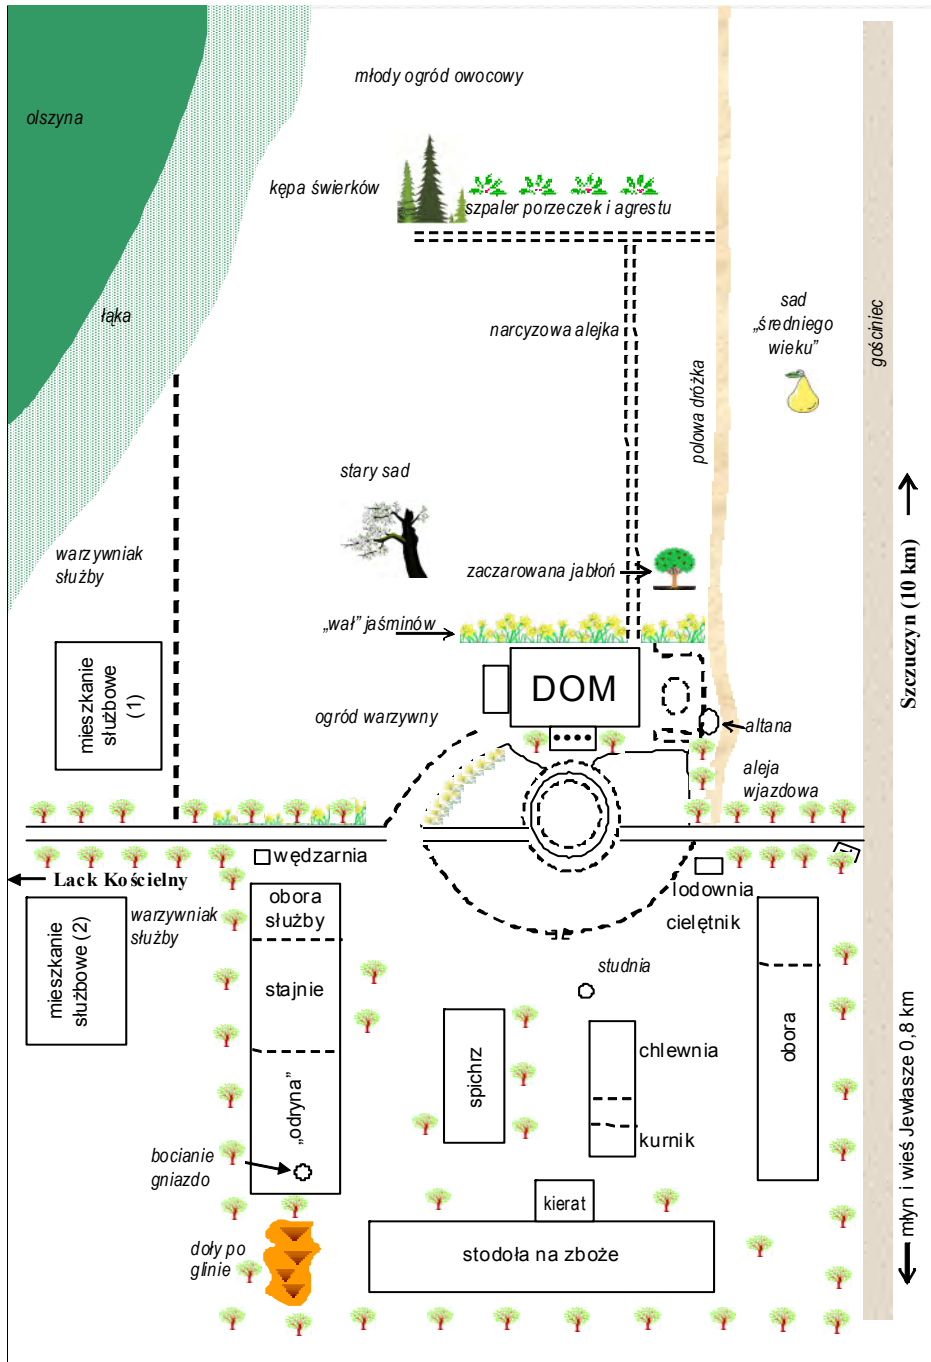 młody ogród owocowy
olszyna
kępa świerków
szpaler porzeczek i agrestu
łąka
narcyzowa alejka
sad
„średniego
wieku”
gościniec
polowa dróżka
stary sad
warzywniak
służby
zaczarowana jabłoń
Szczuczyn (10 km)
„wał” jaśminów
mieszkanie
służbowe
(1)
DOM
ogród warzywny
altana
aleja
wjazdowa
wędzarnia
Lack Kościelny
lodownia
obora
służby
warzywniak
służby
cielętnik
mieszkanie
służbowe (2)
stajnie
studnia
obora
chlewnia
spichrz
„odryna”
kurnik
bocianie
gniazdo
młyn i wieś Jewłasze 0,8 km
kierat
doły po
glinie
stodoła na zboże